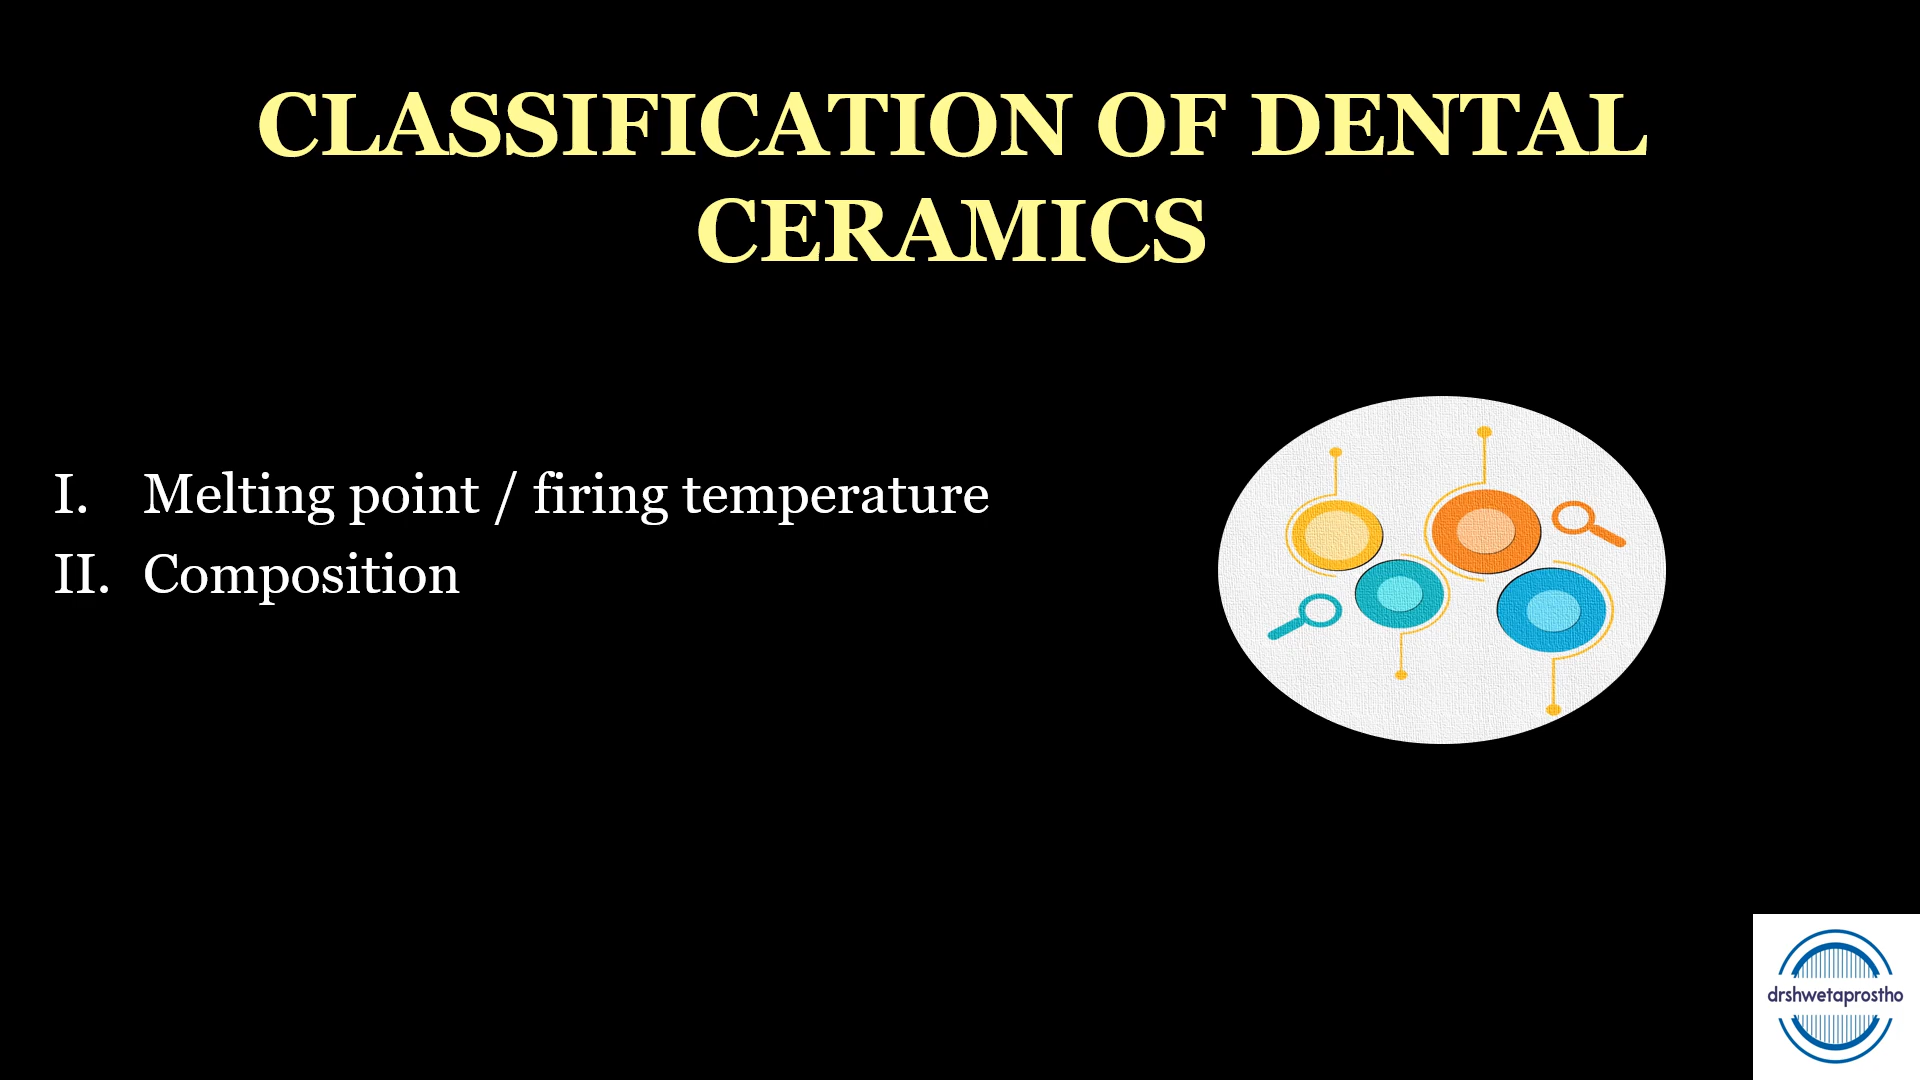 CLASSIFICATION OF DENTAL
CERAMICS
I. Melting point / firing temperature
II. Composition
drshwetaprostho